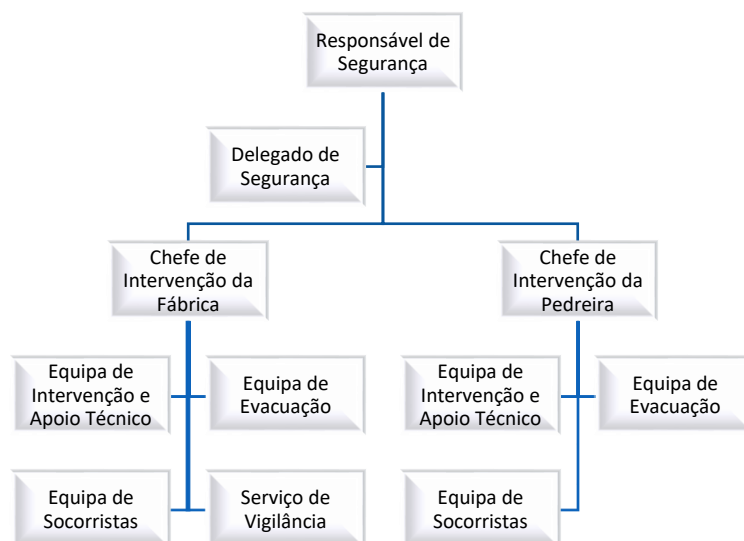 Responsável de
Segurança
Delegado de
Segurança
Chefe de
Intervenção da
Fábrica
Chefe de
Intervenção da
Pedreira
Equipa de
Intervenção e
Apoio Técnico
Equipa de
Evacuação
Equipa de
Intervenção e
Apoio Técnico
Equipa de
Evacuação
Equipa de
Socorristas
Serviço de
Vigilância
Equipa de
Socorristas